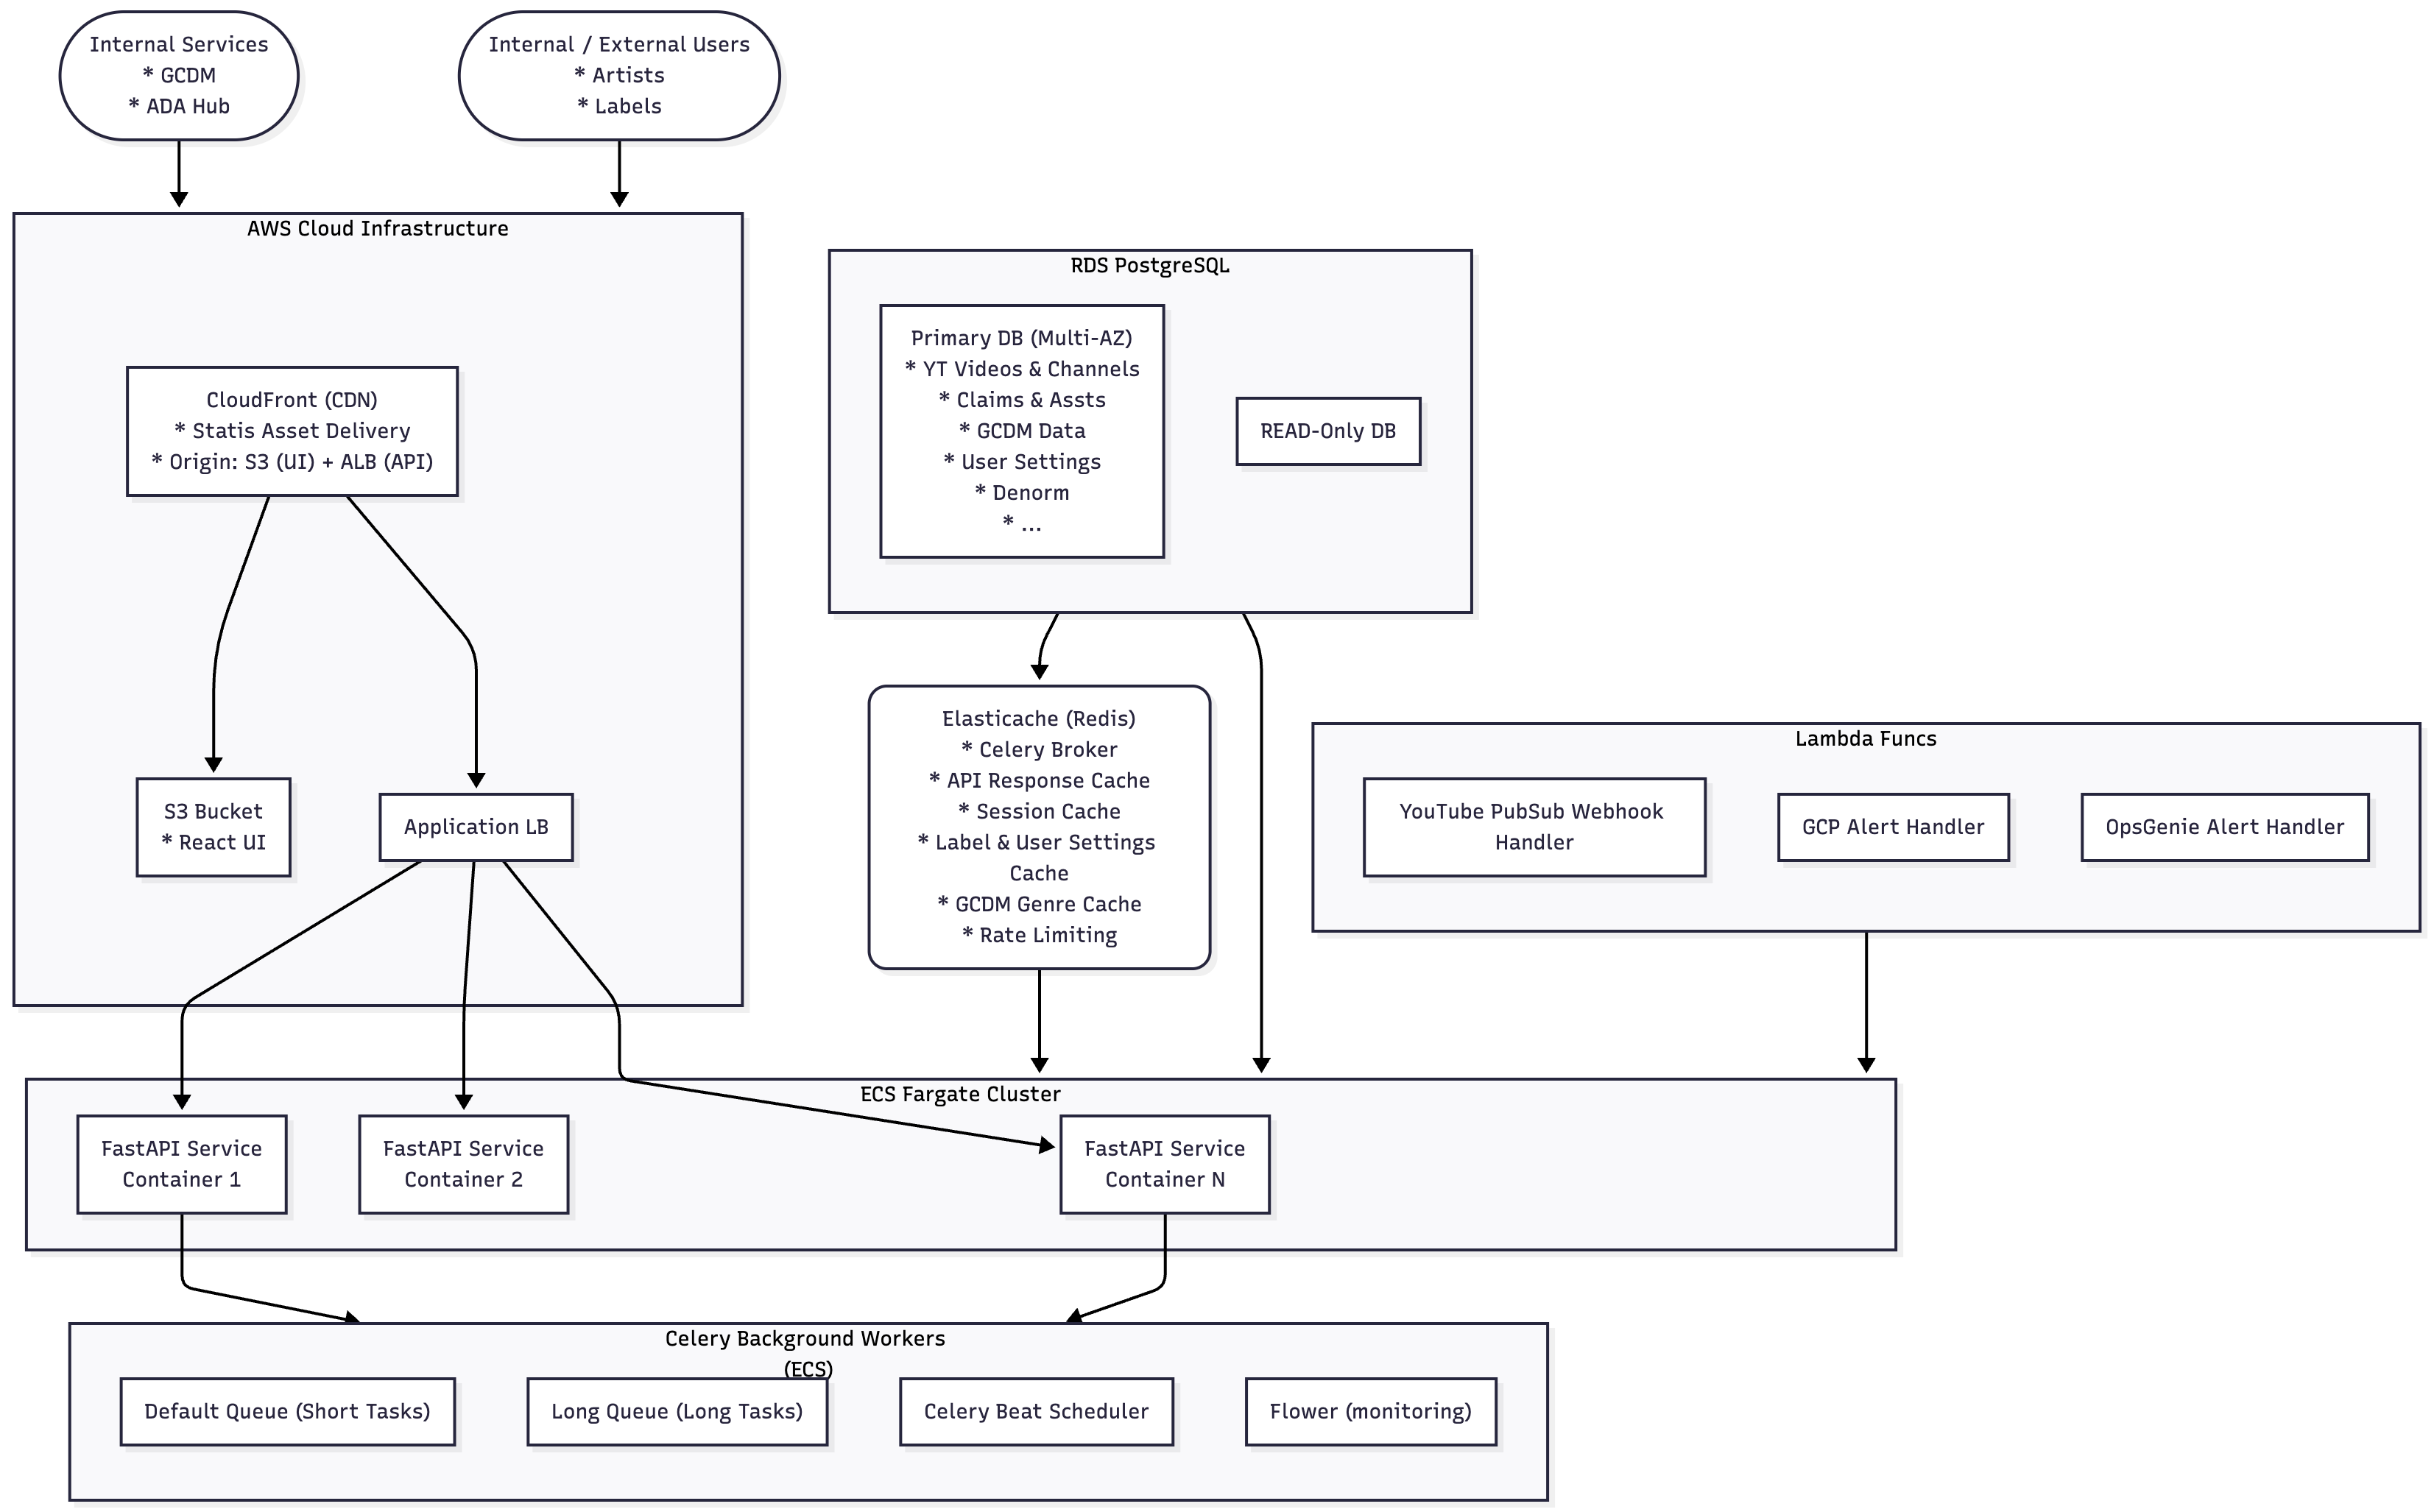 Internal Services
* GCDM
* ADA Hub
Internal / External Users
* Artists
* Labels
AWS Cloud Infrastructure
CloudFront (CDN)
* Statis Asset Delivery
* Origin: S3 (UI) + ALB (API)
S3 Bucket
* React UI
Application LB
RDS PostgreSQL
Primary DB (Multi-AZ)
* YT Videos & Channels
* Claims & Assts
* GCDM Data
* User Settings
* Denorm
* ...
READ-Only DB
Elasticache (Redis)
* Celery Broker
* API Response Cache
* Session Cache
* Label & User Settings
Cache
* GCDM Genre Cache
* Rate Limiting
Lambda Funcs
YouTube PubSub Webhook
Handler
GCP Alert Handler
OpsGenie Alert Handler
ECS Fargate Cluster
FastAPI Service
Container 1
FastAPI Service
Container 2
FastAPI Service
Container N
Celery Background Workers
(ECS)
Default Queue (Short Tasks)
Long Queue (Long Tasks)
Celery Beat Scheduler
Flower (monitoring)